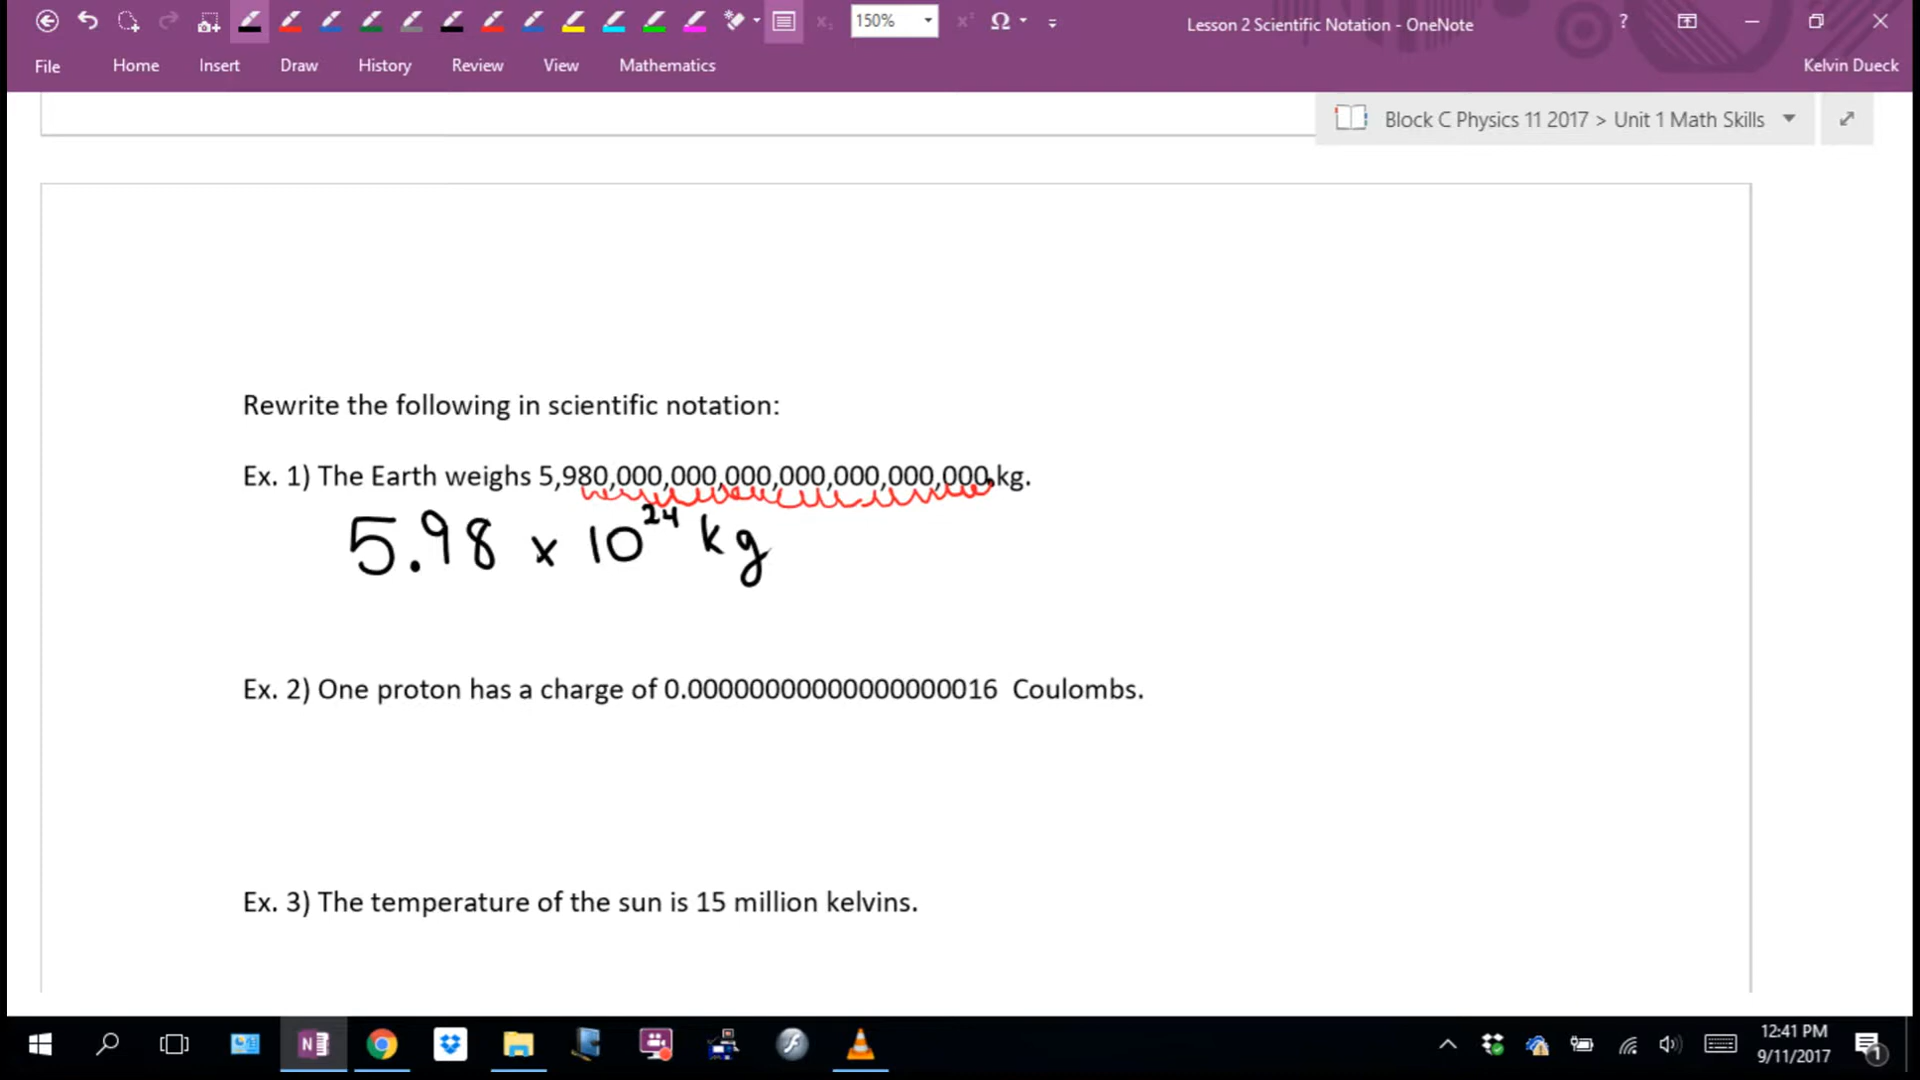 150%
Lesson 2 Scientific Notation - OneNote
?
File Home Insert Draw History Review View Mathematics
Kelvin Dueck
Block C Physics 11 2017 > Unit 1 Math Skills
Rewrite the following in scientific notation:
Ex. 1) The Earth weighs 5,980,000,000,000,000,000,000,000 kg.
5.98 x 10²⁴ kg
Ex. 2) One proton has a charge of 0.00000000000000000016 Coulombs.
Ex. 3) The temperature of the sun is 15 million kelvins.
12:41 PM
9/11/2017
1